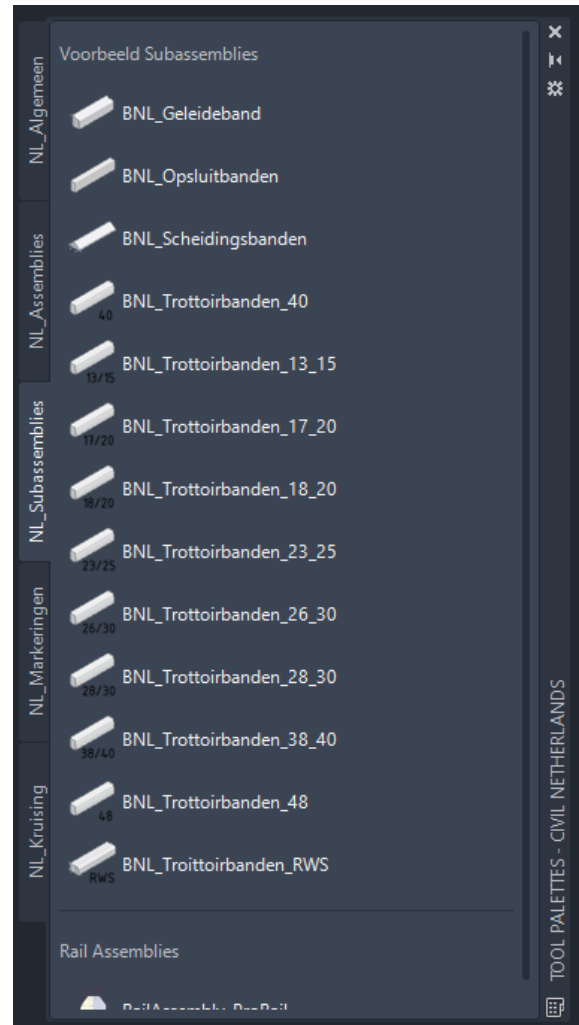 NL_Algemeen
NL_Assemblies
NL_Subassemblies
NL_Markeringen
NL_Kruising
Voorbeeld Subassemblies
BNL_Geleideband
BNL_Opsluitbanden
BNL_Scheidingsbanden
40
BNL_Trottoirbanden_40
13/15
BNL_Trottoirbanden_13_15
17/20
BNL_Trottoirbanden_17_20
18/20
BNL_Trottoirbanden_18_20
23/25
BNL_Trottoirbanden_23_25
26/30
BNL_Trottoirbanden_26_30
28/30
BNL_Trottoirbanden_28_30
38/40
BNL_Trottoirbanden_38_40
48
BNL_Trottoirbanden_48
RWS
BNL_Troittoirbanden_RWS
Rail Assemblies
RailAssembly_ProRail
TOOL PALETTES - CIVIL NETHERLANDS